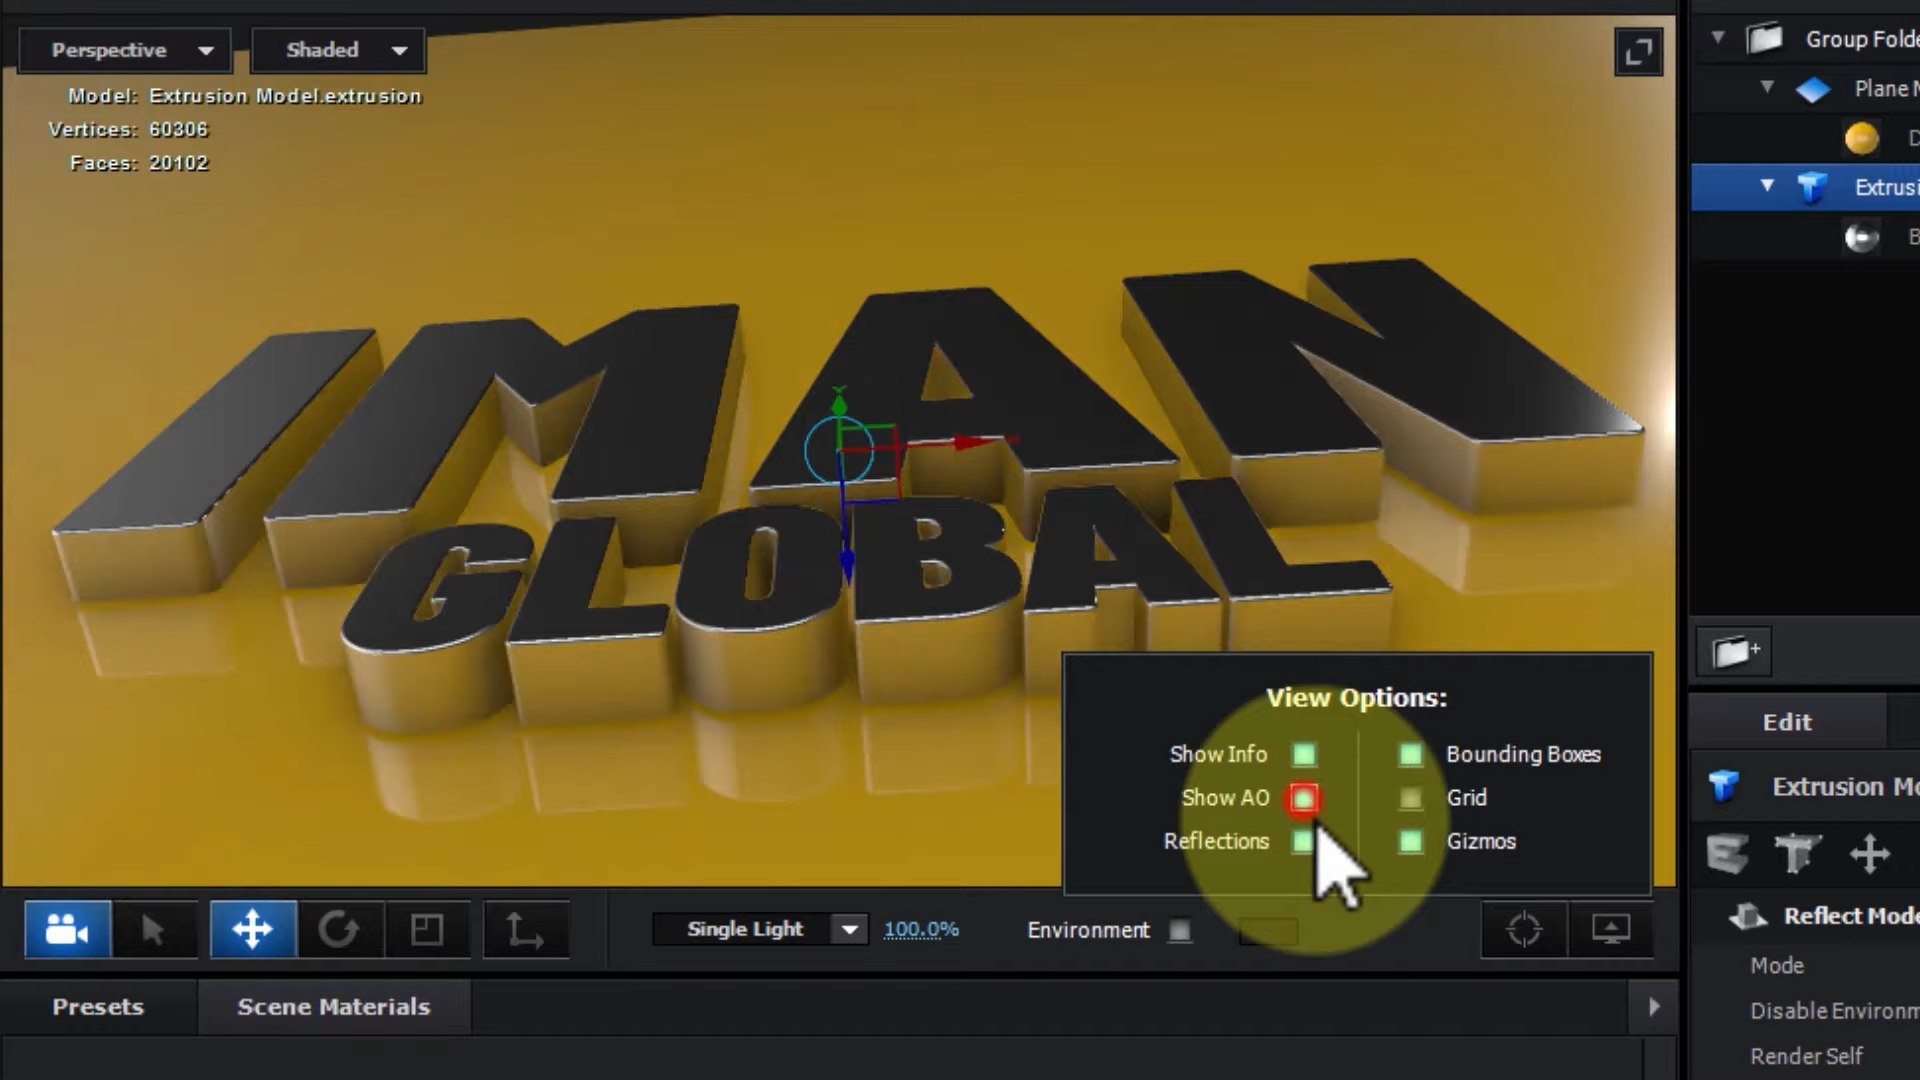 Perspective
Shaded
Model: Extrusion Model.extrusion
Vertices: 60306
Faces: 20102
IMAN
GLOBAL
View Options:
Show Info
Bounding Boxes
Show AO
Grid
Reflections
Gizmos
Single Light
100.0%
Environment
Presets
Scene Materials
Group Folde
Plane M
D
Extrusi
B
Edit
Extrusion Mo
Reflect Mode
Mode
Disable Environm
Render Self